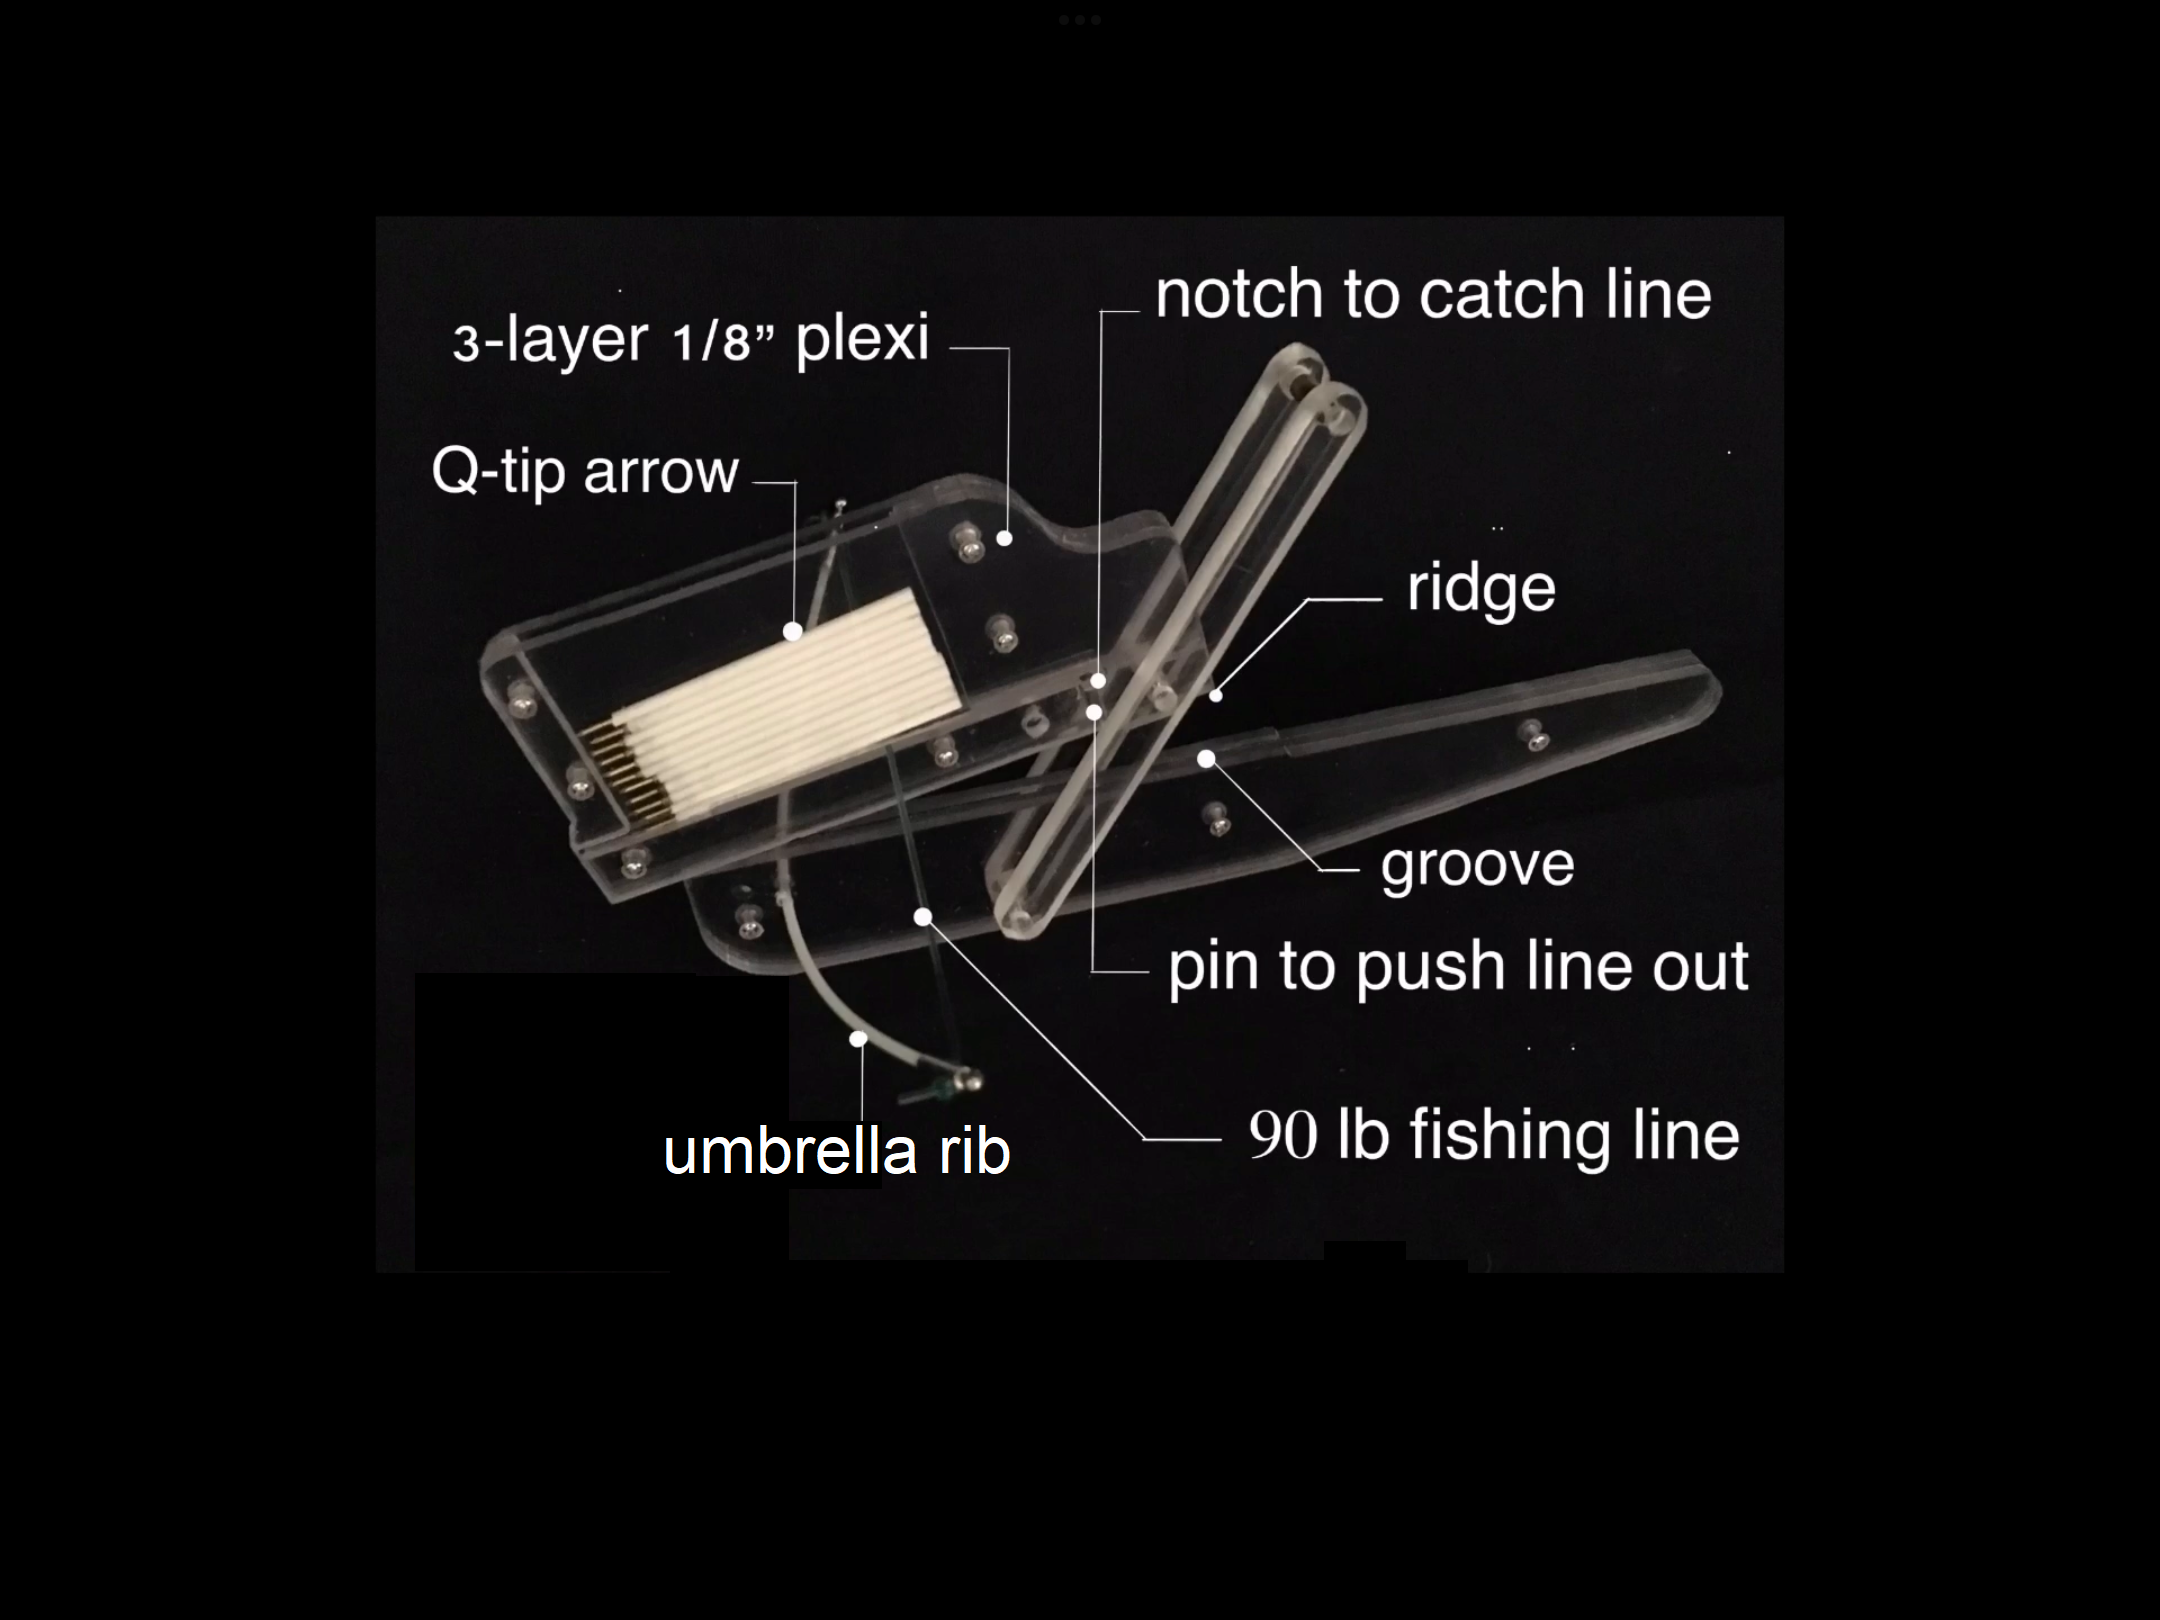 notch to catch line
3-layer 1/8” plexi
Q-tip arrow
ridge
groove
pin to push line out
90 lb fishing line
umbrella rib